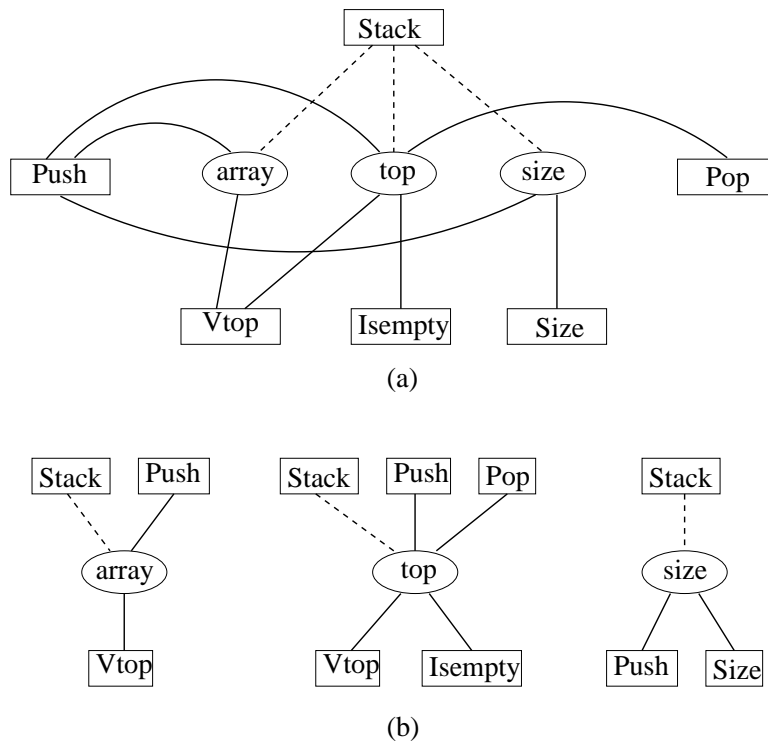 Stack
Push array top size Pop
Vtop Isempty Size
(a)
Stack Push Stack Push Pop Stack
array top size
Vtop Vtop Isempty Push Size
(b)